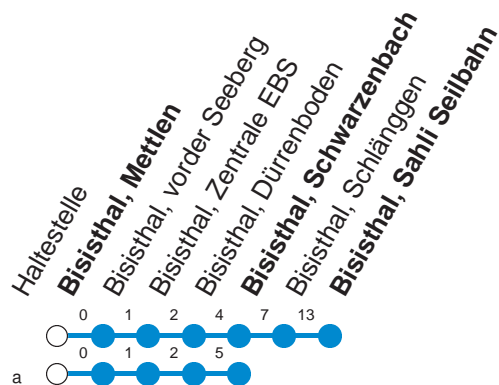 Haltestelle
Bisisthal, Mettlen
Bisisthal, vorder Seeberg
Bisisthal, Zentrale EBS
Bisisthal, Dürrenboden
Bisisthal, Schwarzenbach
Bisisthal, Schlänggen
Bisisthal, Sahli Seilbahn
0 1 2 4 7 13
a 0 1 2 5